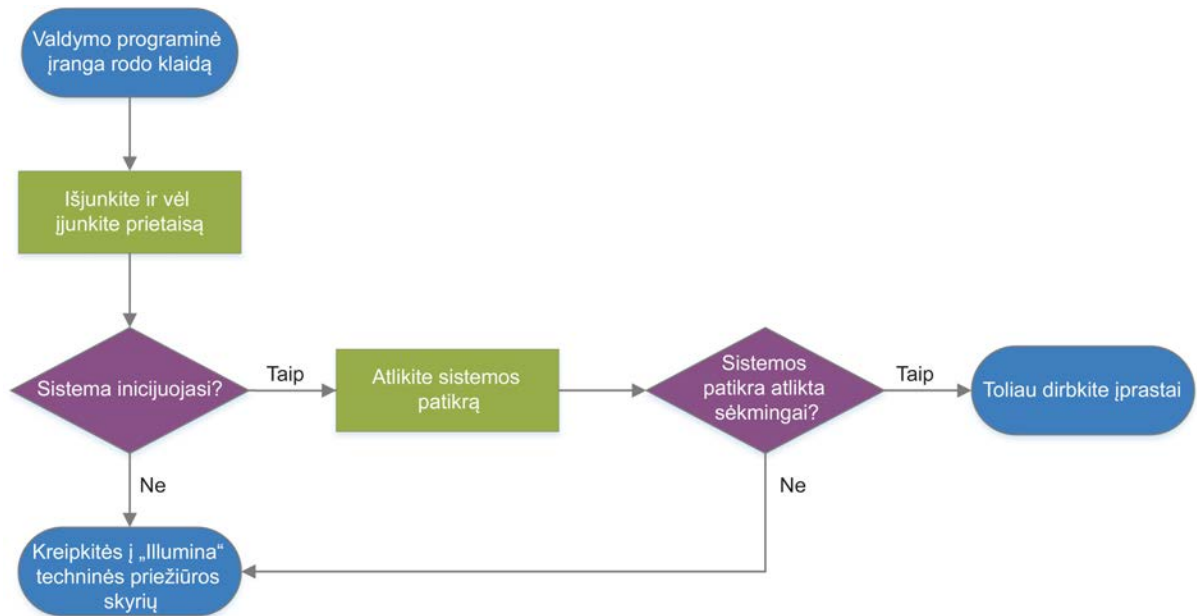 Valdymo programinė
įranga rodo klaidą
Išjunkite ir vėl
įjunkite prietaisą
Sistema inicijuojasi?
Taip
Atlikite sistemos
patikrą
Sistemos
patikra atlikta
sėkmingai?
Taip
Toliau dirbkite įprastai
Ne
Ne
Kreipkitės į „Illumina“
techninės priežiūros
skyrių